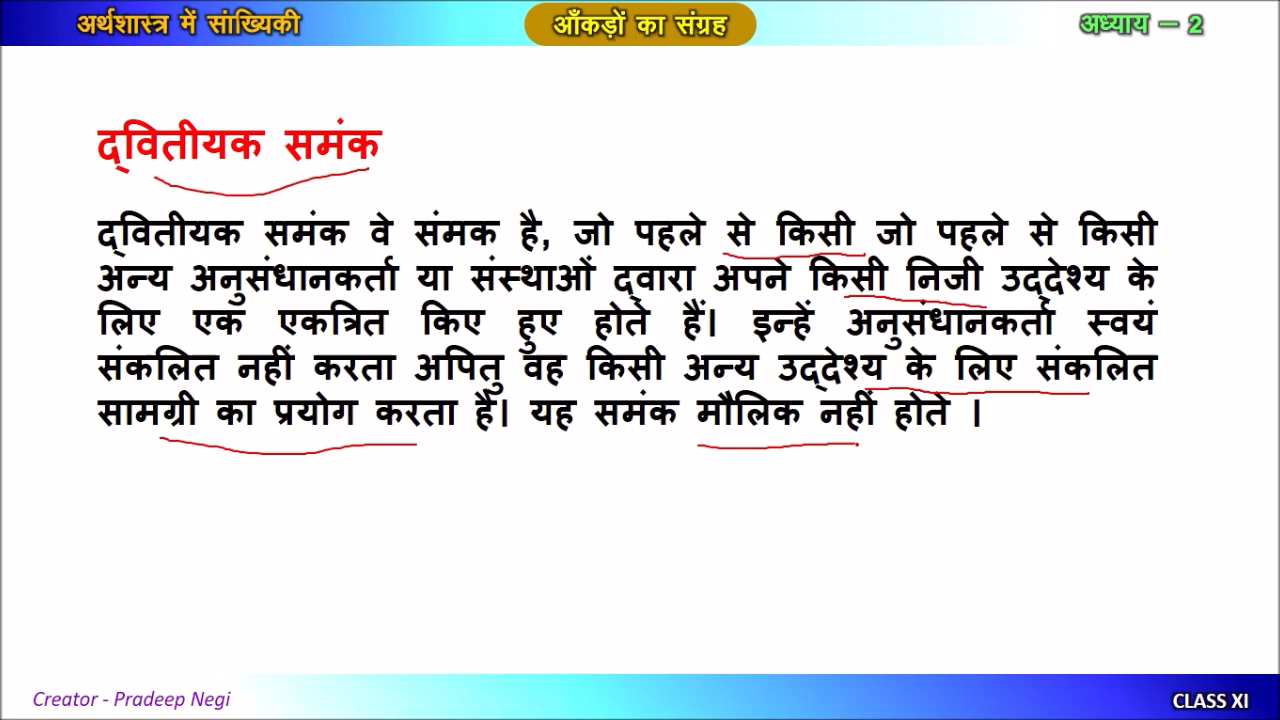 अर्थशास्त्र में सांख्यिकी
आँकड़ों का संग्रह
अध्याय – 2
द्वितीयक समंक
द्वितीयक समंक वे संमक है, जो पहले से किसी जो पहले से किसी
अन्य अनुसंधानकर्ता या संस्थाओं द्वारा अपने किसी निजी उद्देश्य के
लिए एक एकत्रित किए हुए होते हैं। इन्हें अनुसंधानकर्ता स्वयं
संकलित नहीं करता अपितु वह किसी अन्य उद्देश्य के लिए संकलित
सामग्री का प्रयोग करता है। यह समंक मौलिक नहीं होते ।
Creator - Pradeep Negi
CLASS XI